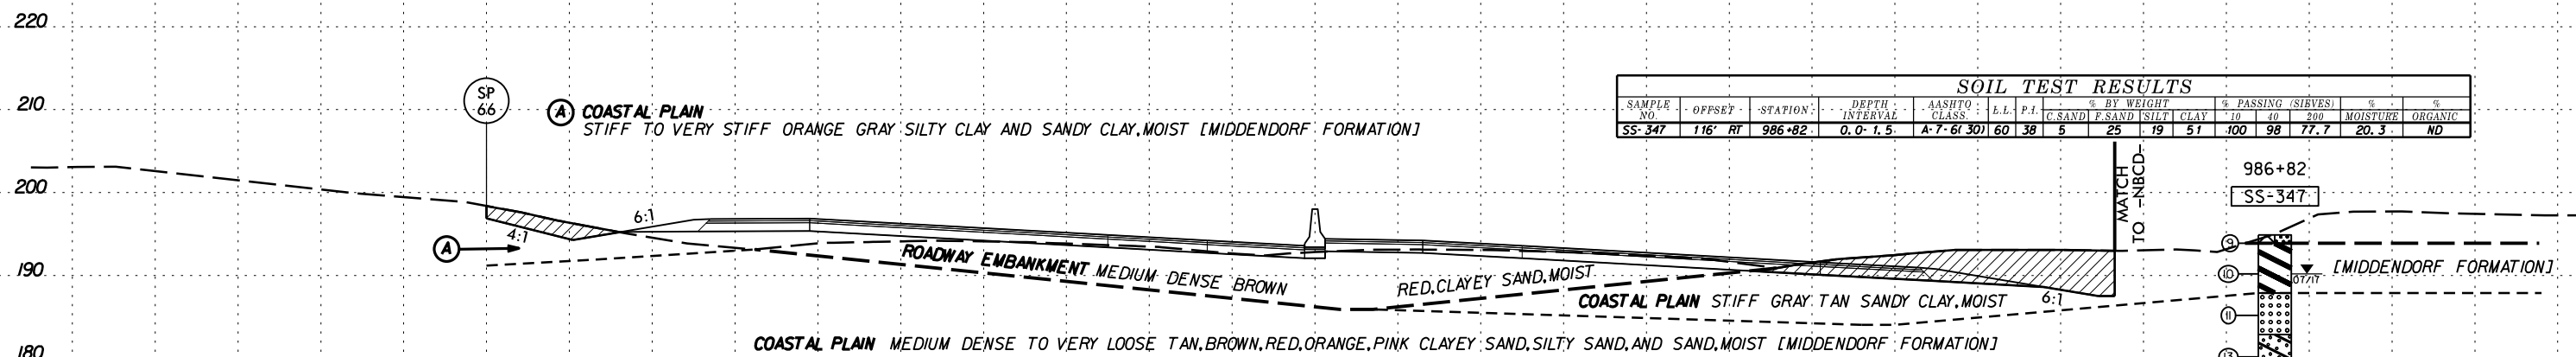 220
210
200
190
180
SP
66
A COASTAL PLAIN
STIFF TO VERY STIFF ORANGE GRAY SILTY CLAY AND SANDY CLAY, MOIST [MIDDENDORF FORMATION]
SOIL TEST RESULTS
SAMPLE NO. OFFSET STATION DEPTH INTERVAL AASHTO CLASS. L.L. P.I. % BY WEIGHT % PASSING (SIEVES) % MOISTURE % ORGANIC
C.SAND F.SAND SILT CLAY 10 40 200
SS-347 116' RT 986+82 0.0-1.5 A-7-6(30) 60 38 5 25 19 51 100 98 77.7 20.3 ND
MATCH
TO -NBCD-
986+82
SS-347
6:1
4:1
A
ROADWAY EMBANKMENT MEDIUM DENSE BROWN
RED, CLAYEY SAND, MOIST
COASTAL PLAIN STIFF GRAY TAN SANDY CLAY, MOIST
6:1
9
10
07/17
[MIDDENDORF FORMATION]
11
13
COASTAL PLAIN MEDIUM DENSE TO VERY LOOSE TAN, BROWN, RED, ORANGE, PINK CLAYEY SAND, SILTY SAND, AND SAND, MOIST [MIDDENDORF FORMATION]